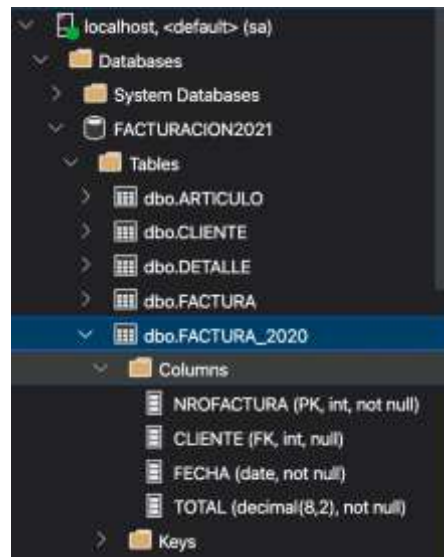 localhost, <default> (sa)
Databases
System Databases
FACTURACION2021
Tables
dbo.ARTICULO
dbo.CLIENTE
dbo.DETALLE
dbo.FACTURA
dbo.FACTURA_2020
Columns
NROFACTURA (PK, int, not null)
CLIENTE (FK, int, null)
FECHA (date, not null)
TOTAL (decimal(8,2), not null)
Keys